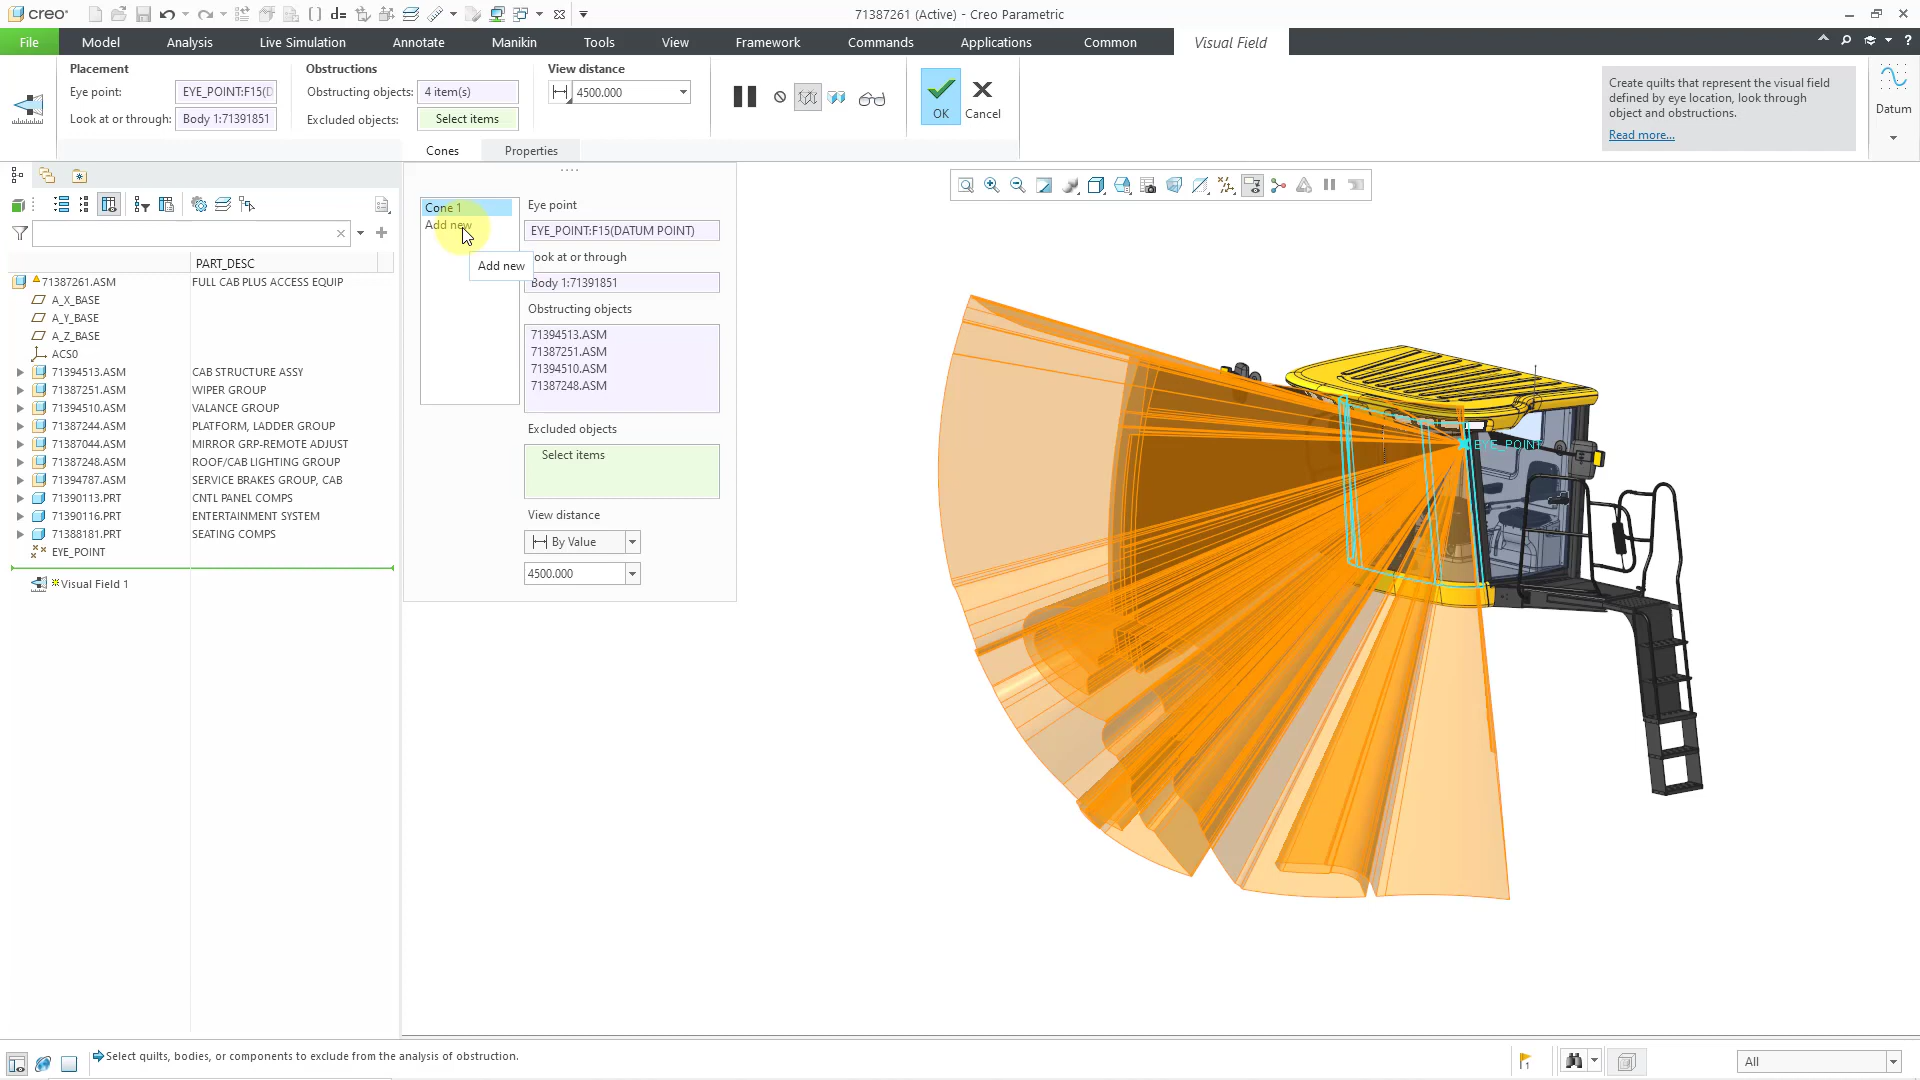 creo
d=
71387261 (Active) - Creo Parametric
File
Model
Analysis
Live Simulation
Annotate
Manikin
Tools
View
Framework
Commands
Applications
Common
Visual Field
?
Placement
Eye point:
EYE_POINT:F15(D
Look at or through:
Body 1:71391851
Obstructions
Obstructing objects:
4 item(s)
Excluded objects:
Select items
View distance
4500.000
OK
Cancel
Create quilts that represent the visual field
defined by eye location, look through
object and obstructions.
Read more...
Datum
Cones
Properties
PART_DESC
71387261.ASM
FULL CAB PLUS ACCESS EQUIP
A_X_BASE
A_Y_BASE
A_Z_BASE
ACS0
71394513.ASM
CAB STRUCTURE ASSY
71387251.ASM
WIPER GROUP
71394510.ASM
VALANCE GROUP
71387244.ASM
PLATFORM, LADDER GROUP
71387044.ASM
MIRROR GRP-REMOTE ADJUST
71387248.ASM
ROOF/CAB LIGHTING GROUP
71394787.ASM
SERVICE BRAKES GROUP, CAB
71390113.PRT
CNTL PANEL COMPS
71390116.PRT
ENTERTAINMENT SYSTEM
71388181.PRT
SEATING COMPS
EYE_POINT
Visual Field 1
Cone 1
Add new
Add new
Eye point
EYE_POINT:F15(DATUM POINT)
ook at or through
Body 1:71391851
Obstructing objects
71394513.ASM
71387251.ASM
71394510.ASM
71387248.ASM
Excluded objects
Select items
View distance
By Value
4500.000
EYE_POINT
Select quilts, bodies, or components to exclude from the analysis of obstruction.
1
All